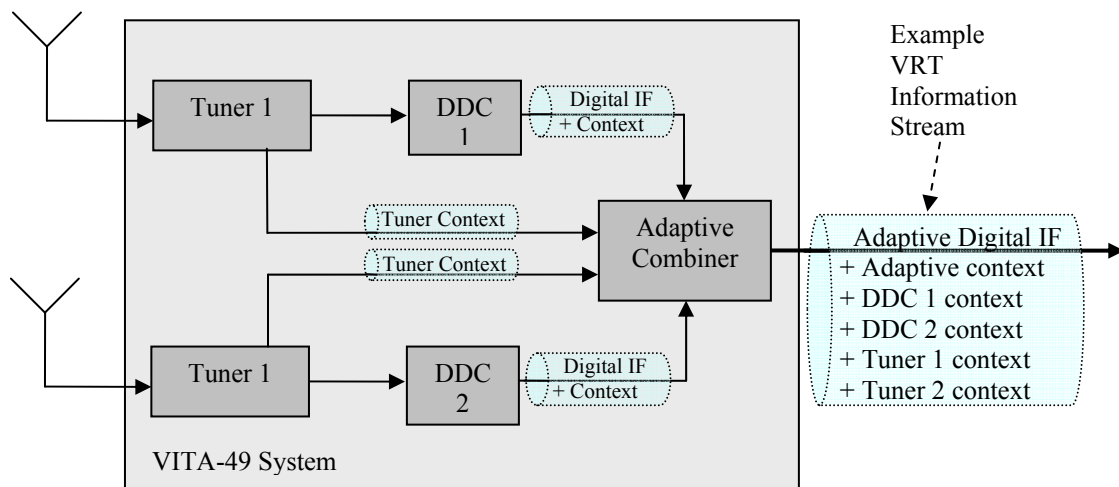 Example
VRT
Information
Stream
Tuner 1
DDC
1
Digital IF
+ Context
Tuner Context
Tuner Context
Adaptive
Combiner
Adaptive Digital IF
+ Adaptive context
+ DDC 1 context
+ DDC 2 context
+ Tuner 1 context
+ Tuner 2 context
Tuner 1
DDC
2
Digital IF
+ Context
VITA-49 System